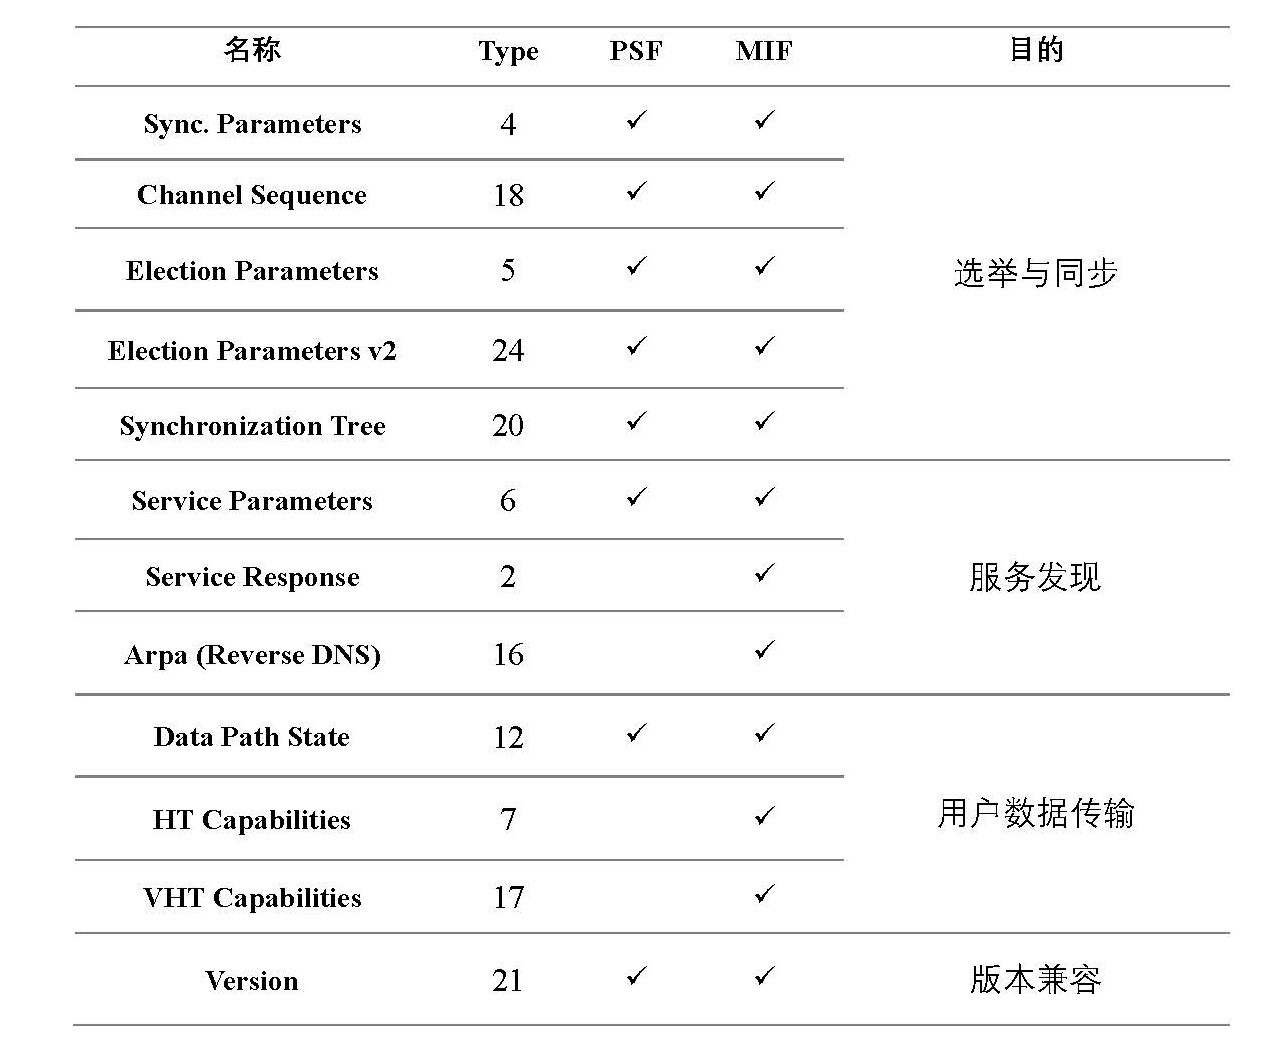 名称 Type PSF MIF 目的
Sync. Parameters 4 ✓ ✓
Channel Sequence 18 ✓ ✓
Election Parameters 5 ✓ ✓ 选举与同步
Election Parameters v2 24 ✓ ✓
Synchronization Tree 20 ✓ ✓
Service Parameters 6 ✓ ✓
Service Response 2 ✓ 服务发现
Arpa (Reverse DNS) 16 ✓
Data Path State 12 ✓ ✓
HT Capabilities 7 ✓ 用户数据传输
VHT Capabilities 17 ✓
Version 21 ✓ ✓ 版本兼容